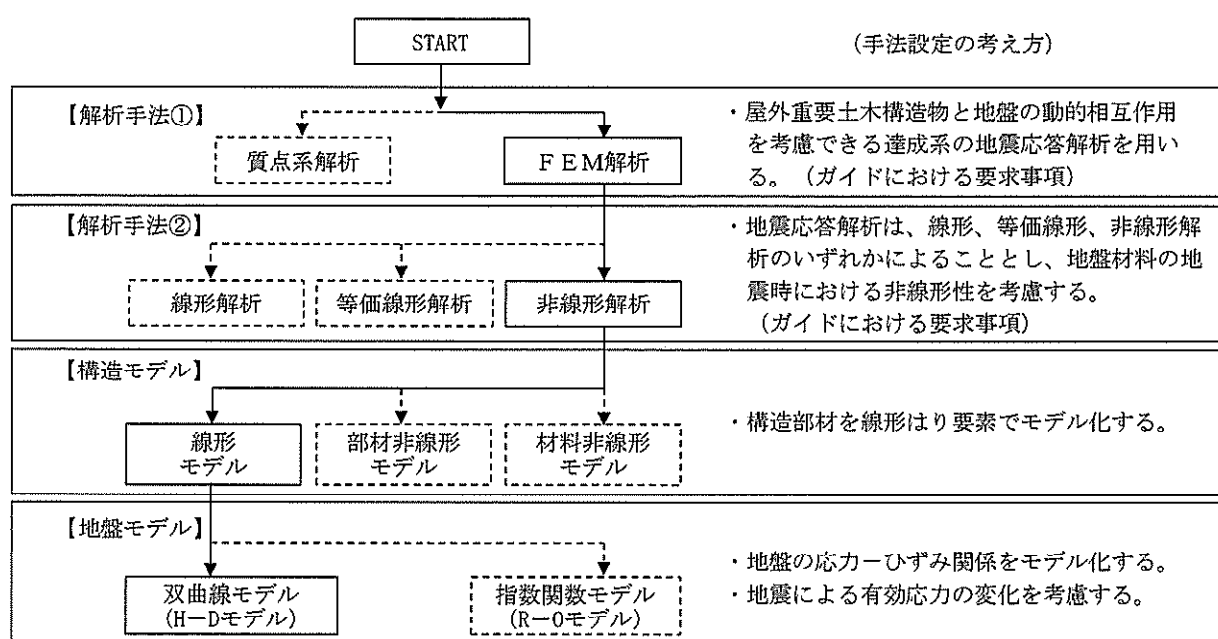 START
(手法設定の考え方)
【解析手法①】
質点系解析
FEM解析
・屋外重要土木構造物と地盤の動的相互作用
を考慮できる達成系の地震応答解析を用い
る。(ガイドにおける要求事項)
【解析手法②】
線形解析
等価線形解析
非線形解析
・地震応答解析は、線形、等価線形、非線形解
析のいずれかによることとし、地盤材料の地
震時における非線形性を考慮する。
(ガイドにおける要求事項)
【構造モデル】
線形
モデル
部材非線形
モデル
材料非線形
モデル
・構造部材を線形はり要素でモデル化する。
【地盤モデル】
双曲線モデル
(H-Dモデル)
指数関数モデル
(R-Oモデル)
・地盤の応力-ひずみ関係をモデル化する。
・地震による有効応力の変化を考慮する。